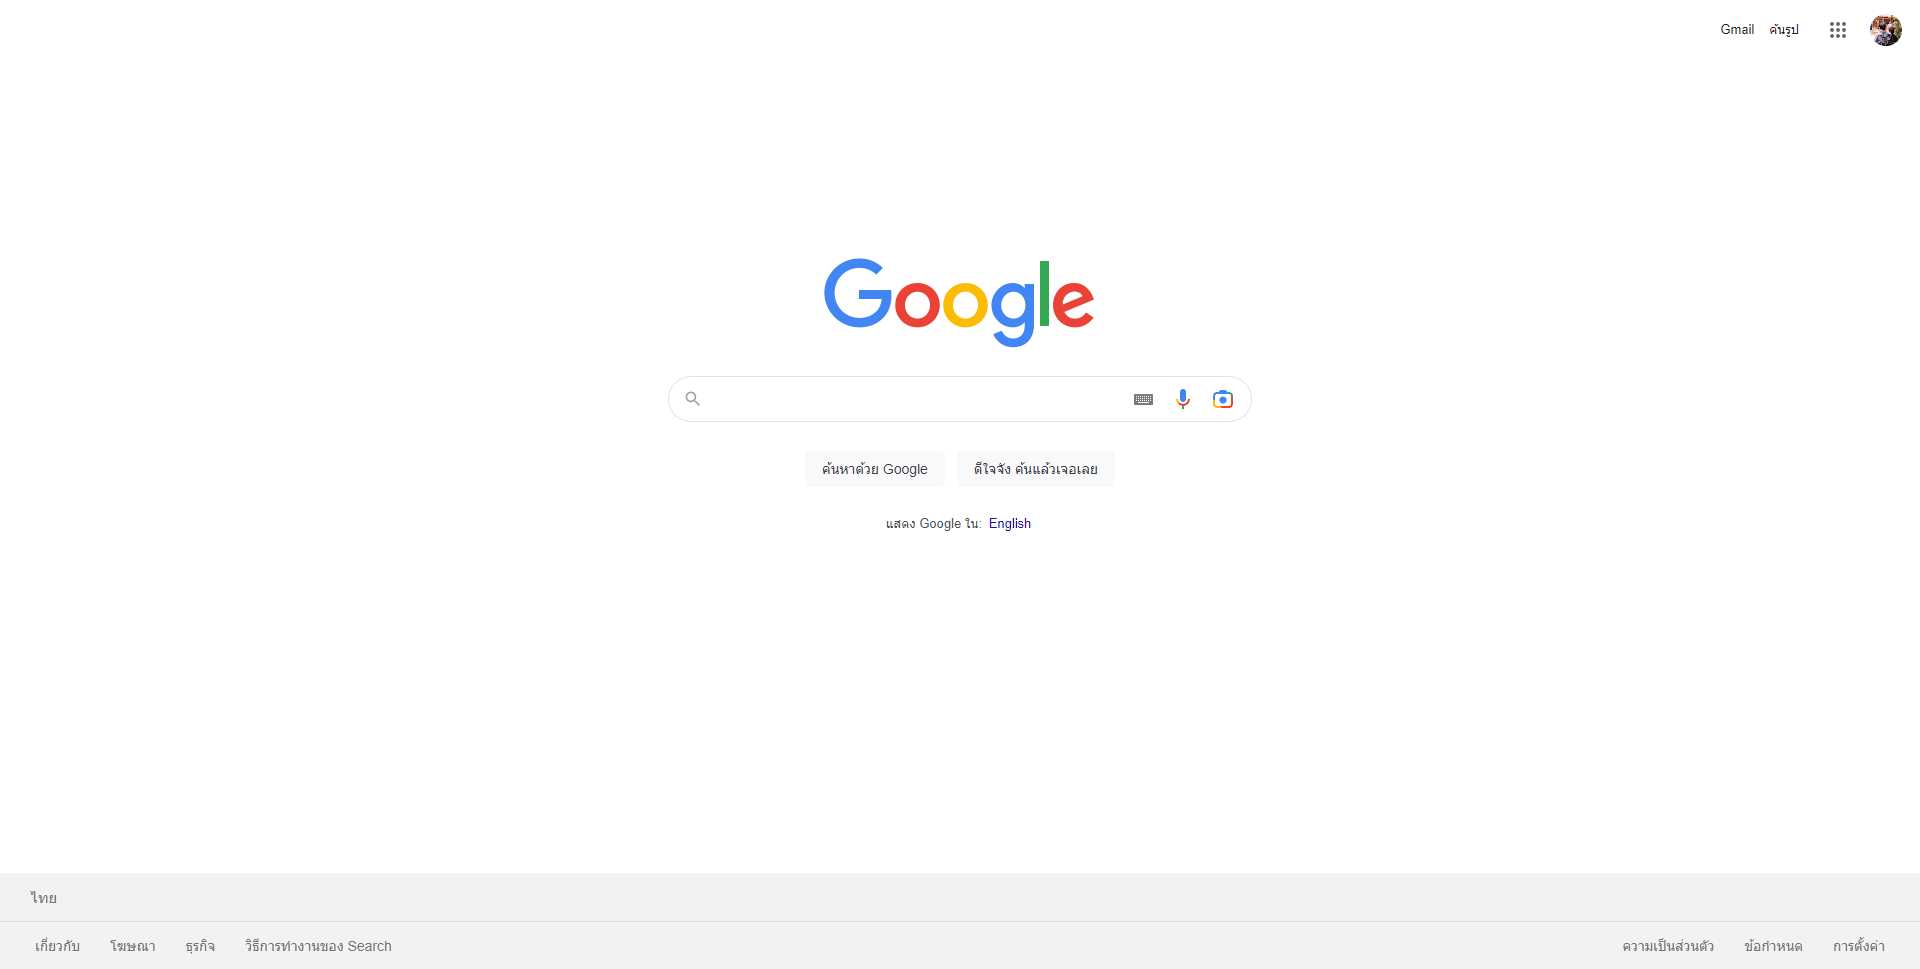 Gmail ค้นรูป
Google
ค้นหาด้วย Google ดีใจจัง ค้นแล้วเจอเลย
แสดง Google ใน: English
ไทย
เกี่ยวกับ โฆษณา ธุรกิจ วิธีการทำงานของ Search ความเป็นส่วนตัว ข้อกำหนด การตั้งค่า